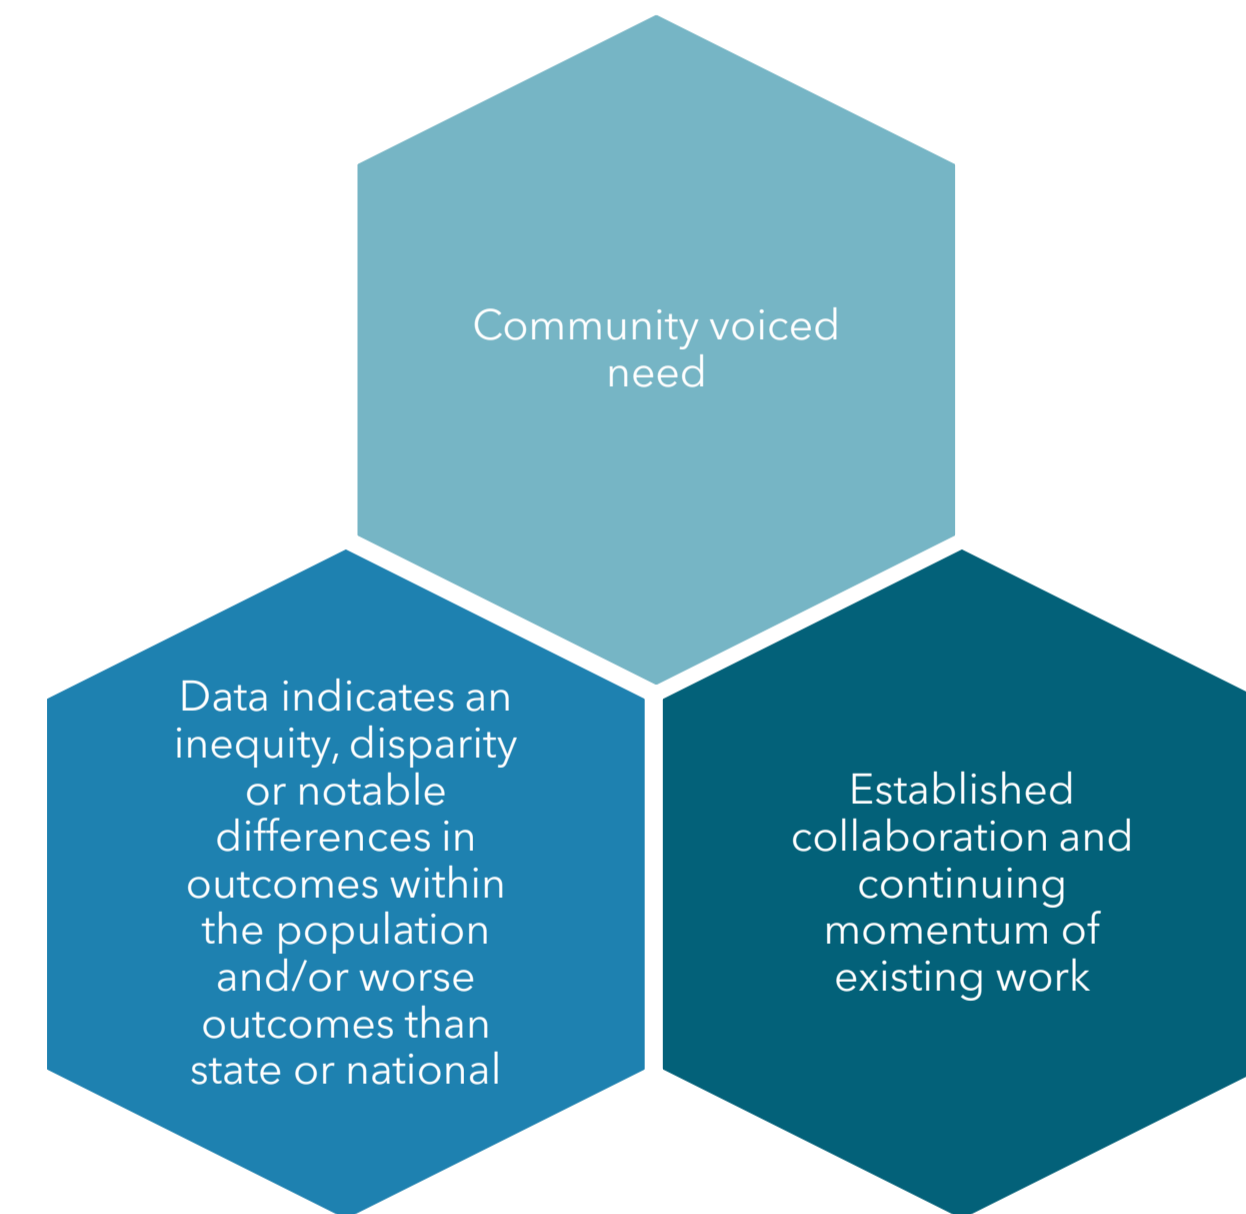 Community voiced
need
Data indicates an
inequity, disparity
or notable
differences in
outcomes within
the population
and/or worse
outcomes than
state or national
Established
collaboration and
continuing
momentum of
existing work